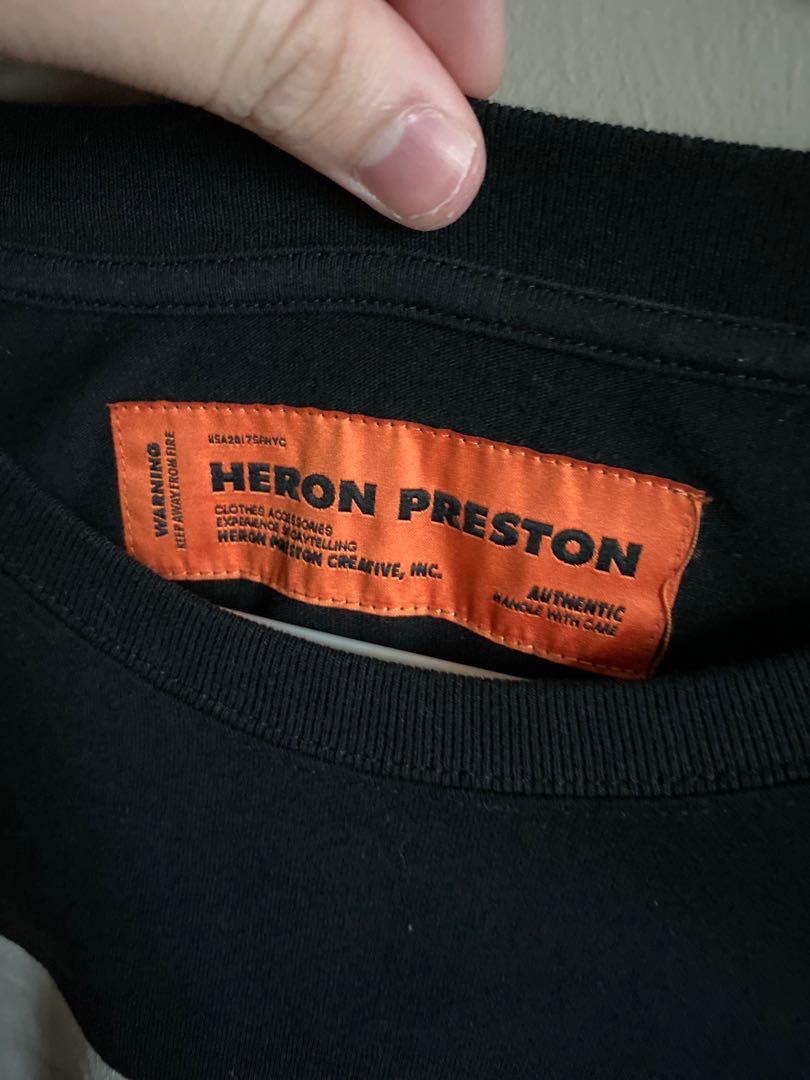 WARNING
KEEP AWAY FROM FIRE
USA2017SFNYC
HERON PRESTON
CLOTHES ACCESSORIES
EXPERIENCE STORYTELLING
HERON PRESTON CREATIVE, INC.
AUTHENTIC
HANDLE WITH CARE